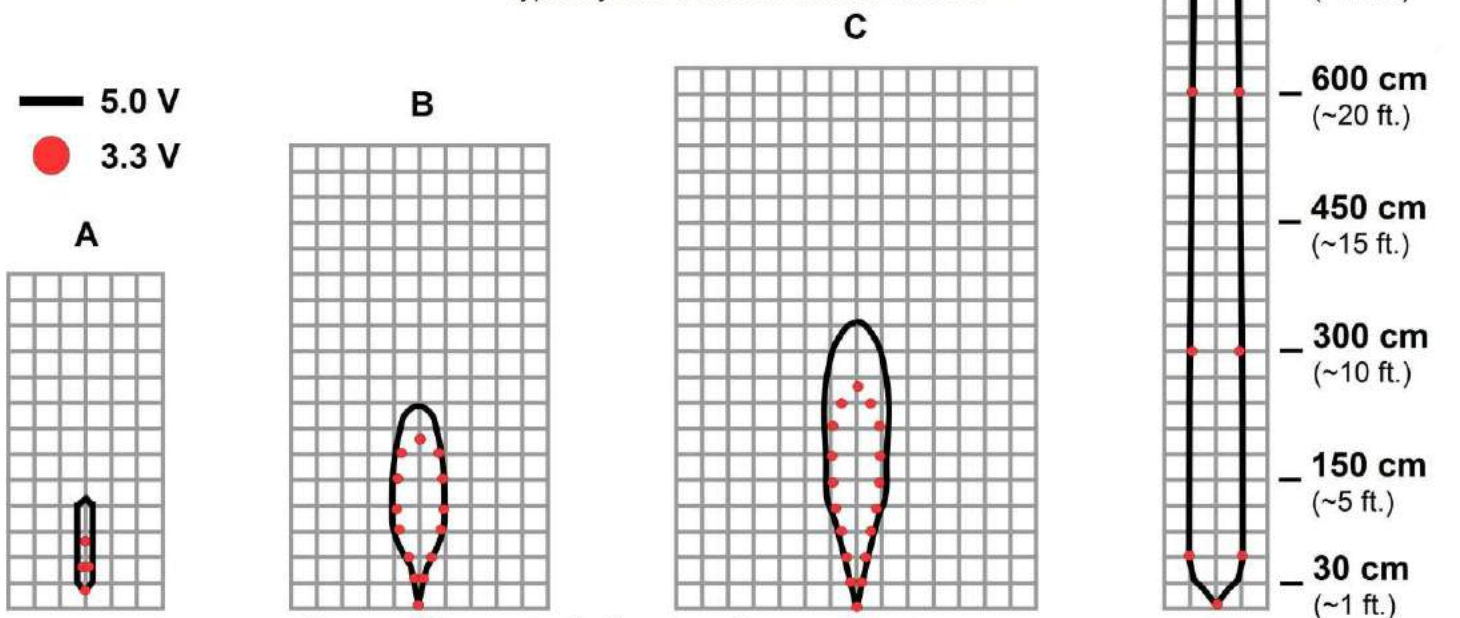 C
5.0 V
B
3.3 V
A
600 cm
(~20 ft.)
450 cm
(~15 ft.)
300 cm
(~10 ft.)
150 cm
(~5 ft.)
30 cm
(~1 ft.)